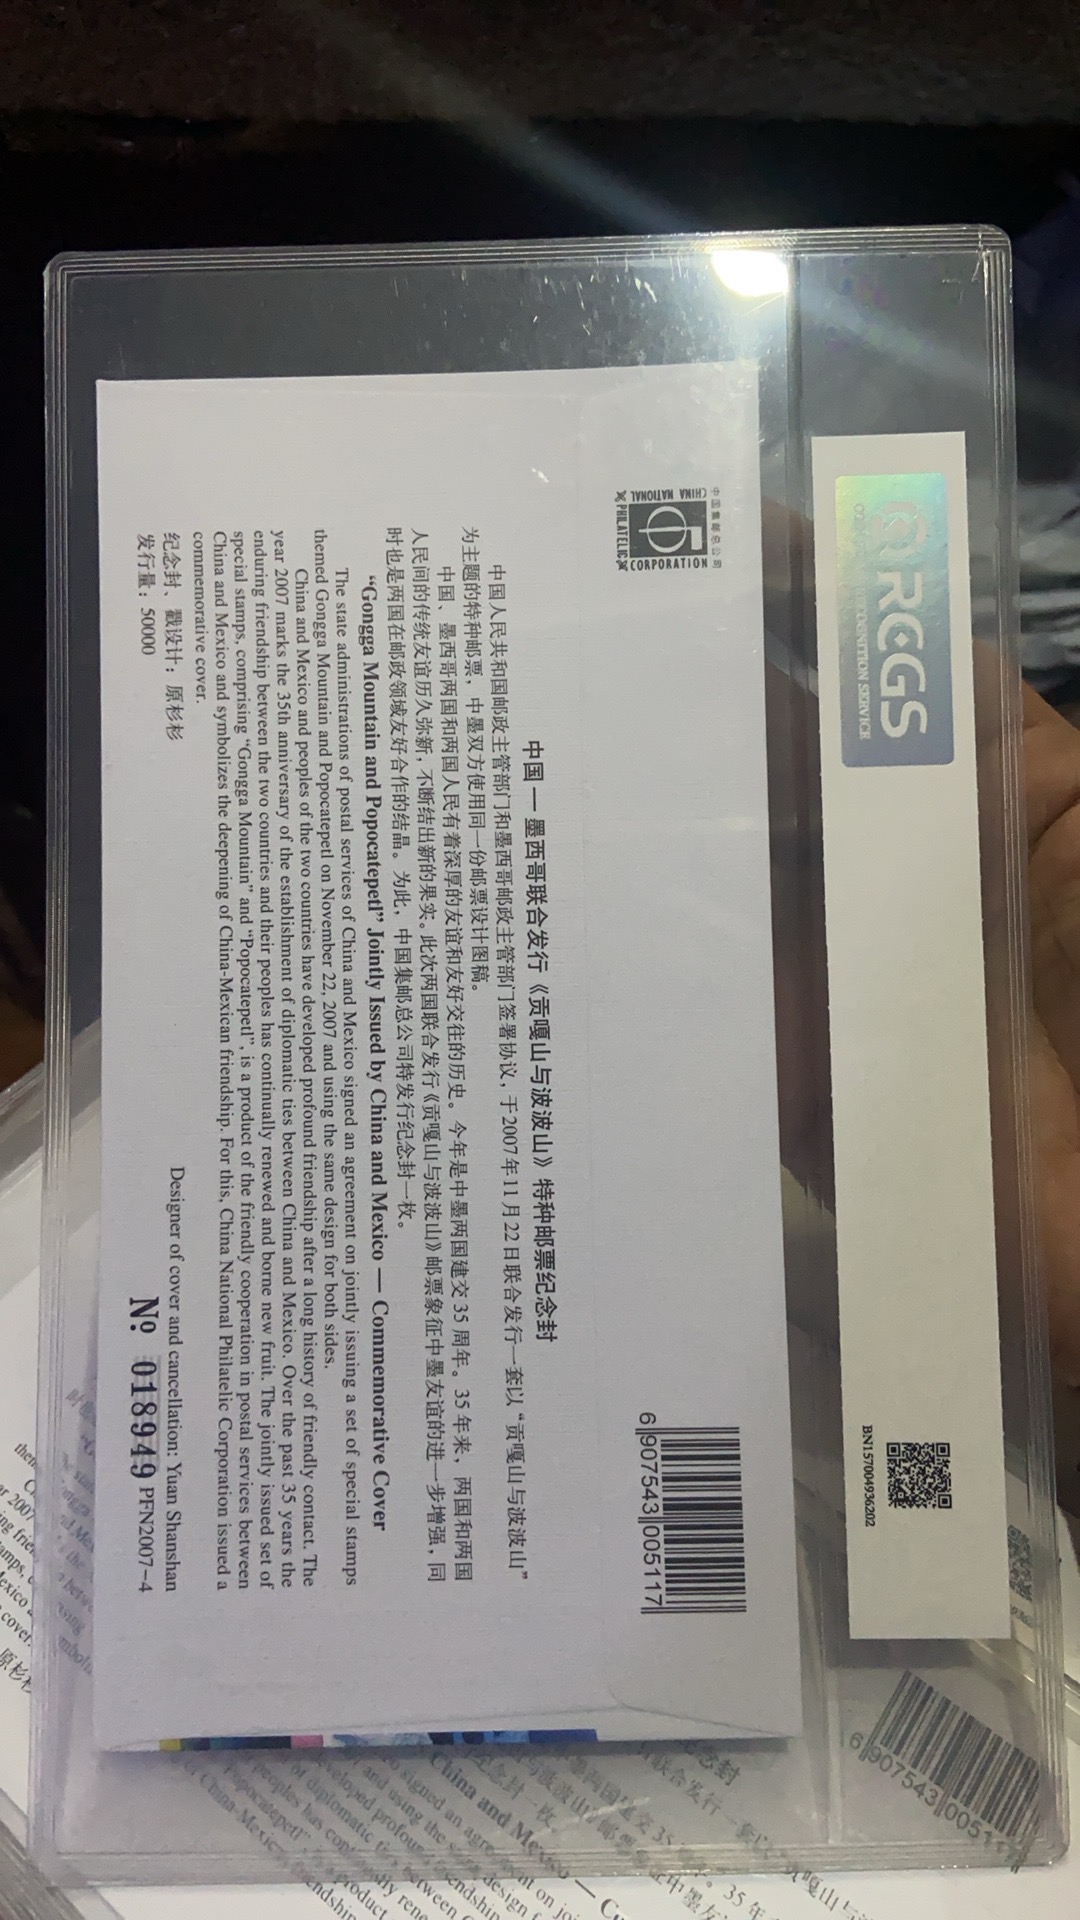 RCGS
COGNITION SERVICE
BN157004936202
中国集邮总公司
CHINA NATIONAL
PHILATELIC
CORPORATION
6 907543 005117
中国—墨西哥联合发行《贡嘎山与波波山》特种邮票纪念封
中国人民共和国邮政主管部门和墨西哥邮政主管部门签署协议，于2007年11月22日联合发行一套以“贡嘎山与波波山”
为主题的特种邮票，中墨双方使用同一份邮票设计图稿。
中国、墨西哥两国和两国人民有着深厚的友谊和友好交往的历史。今年是中墨两国建交 35 周年。35 年来，两国和两国
人民间的传统友谊历久弥新，不断结出新的果实。此次两国联合发行《贡嘎山与波波山》邮票象征中墨友谊的进一步增强，同
时也是两国在邮政领域友好合作的结晶。为此，中国集邮总公司特发行纪念封一枚。
“Gongga Mountain and Popocatepetl” Jointly Issued by China and Mexico — Commemorative Cover
The state administrations of postal services of China and Mexico signed an agreement on jointly issuing a set of special stamps
themed Gongga Mountain and Popocatepetl on November 22, 2007 and using the same design for both sides.
China and Mexico and peoples of the two countries have developed profound friendship after a long history of friendly contact. The
year 2007 marks the 35th anniversary of the establishment of diplomatic ties between China and Mexico. Over the past 35 years the
enduring friendship between the two countries and their peoples has continually renewed and borne new fruit. The jointly issued set of
special stamps, comprising “Gongga Mountain” and “Popocatepetl”, is a product of the friendly cooperation in postal services between
China and Mexico and symbolizes the deepening of China-Mexican friendship. For this, China National Philatelic Corporation issued a
commemorative cover.
纪念封、戳设计：原杉杉
Designer of cover and cancellation: Yuan Shanshan
发行量：50000
№ 018949 PFN2007-4